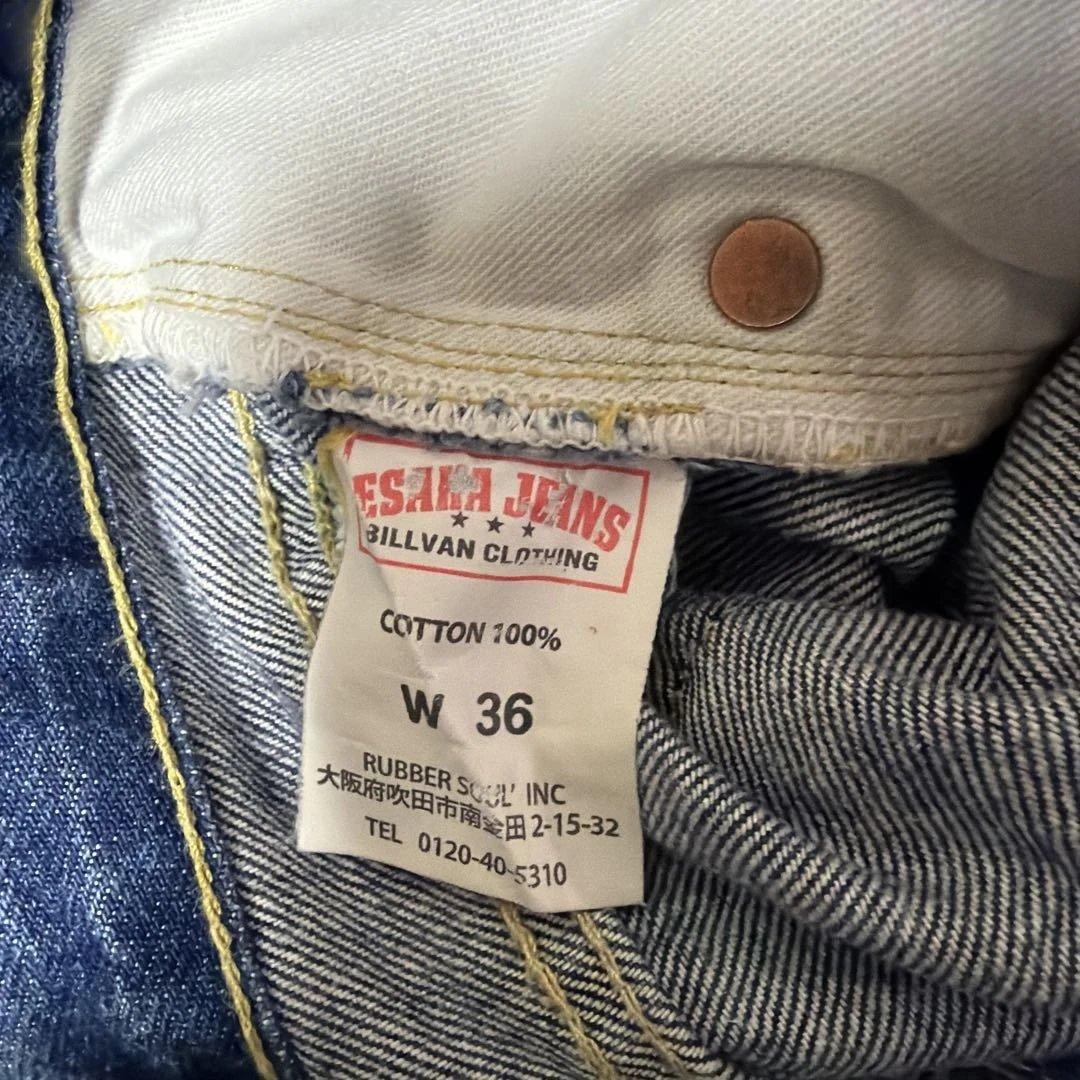 ESAKA JEANS
★ ★ ★
BILLVAN CLOTHING
COTTON 100%
W 36
RUBBER SOUL' INC
大阪府吹田市南金田2-15-32
TEL 0120-40-5310